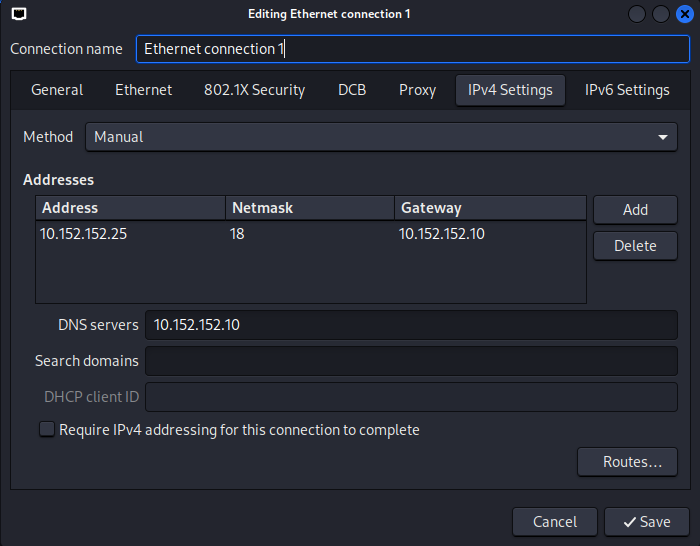 Editing Ethernet connection 1
Connection name Ethernet connection 1
General Ethernet 802.1X Security DCB Proxy IPv4 Settings IPv6 Settings
Method Manual
Addresses
Address Netmask Gateway Add
10.152.152.25 18 10.152.152.10
Delete
DNS servers 10.152.152.10
Search domains
DHCP client ID
Require IPv4 addressing for this connection to complete
Routes...
Cancel Save